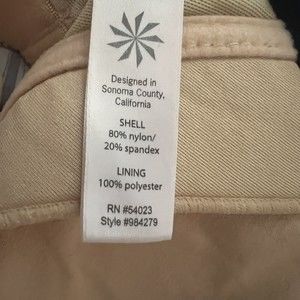 Designed in
Sonoma County,
California
SHELL
80% nylon/
20% spandex
LINING
100% polyester
RN #54023
Style #984279